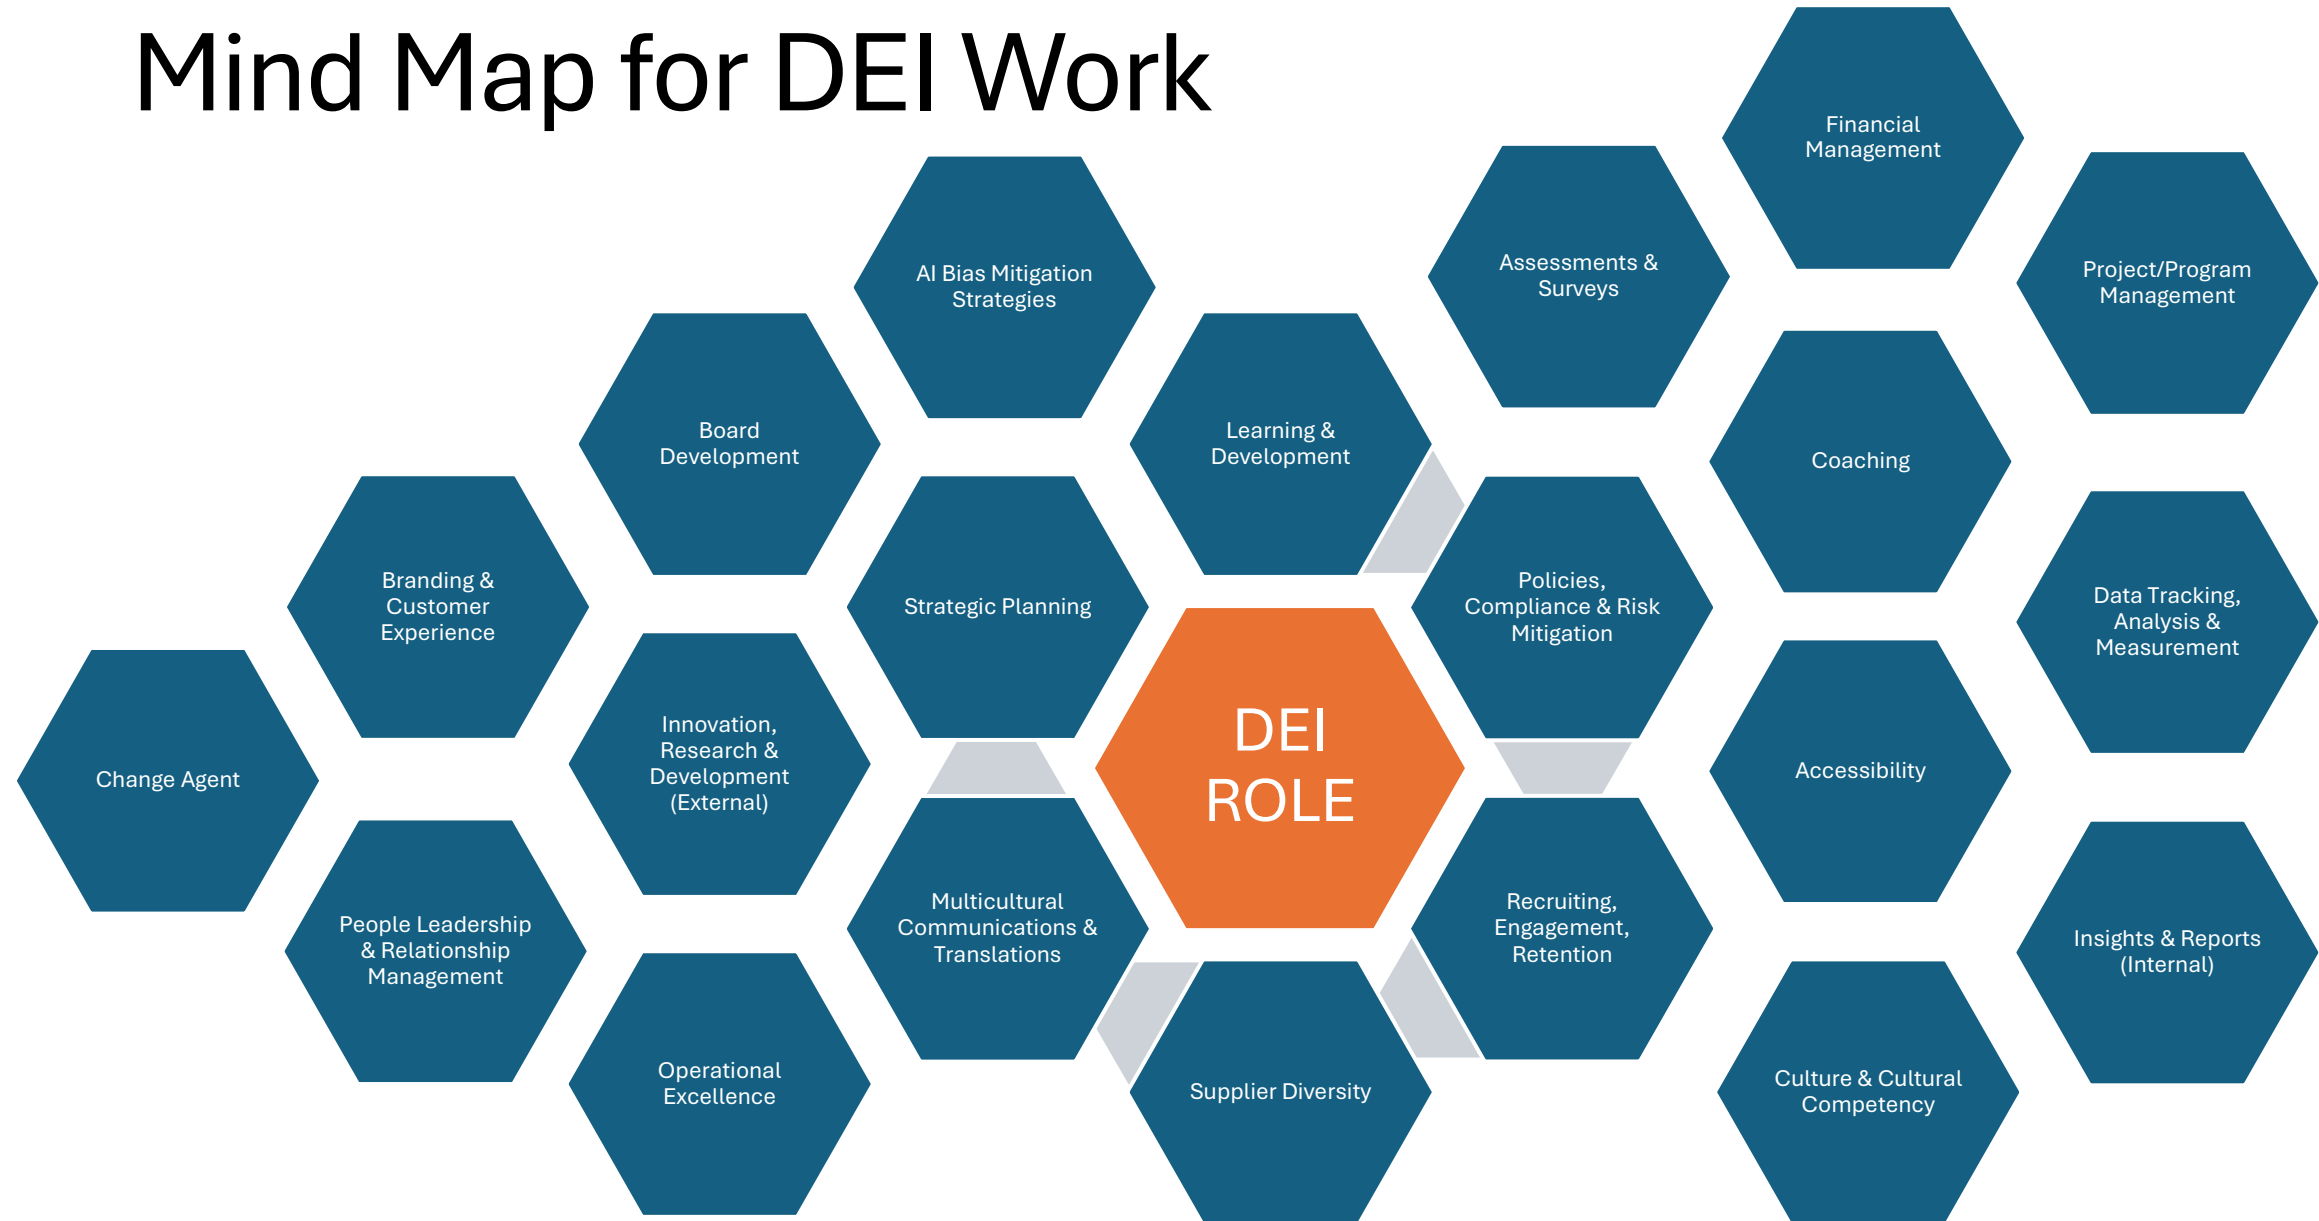 Mind Map for DEI Work
Financial
Management
Assessments &
Surveys
Project/Program
Management
AI Bias Mitigation
Strategies
Board
Development
Learning &
Development
Coaching
Branding &
Customer
Experience
Strategic Planning
Policies,
Compliance & Risk
Mitigation
Data Tracking,
Analysis &
Measurement
Change Agent
Innovation,
Research &
Development
(External)
DEI
ROLE
Accessibility
People Leadership
& Relationship
Management
Multicultural
Communications &
Translations
Recruiting,
Engagement,
Retention
Insights & Reports
(Internal)
Operational
Excellence
Supplier Diversity
Culture & Cultural
Competency